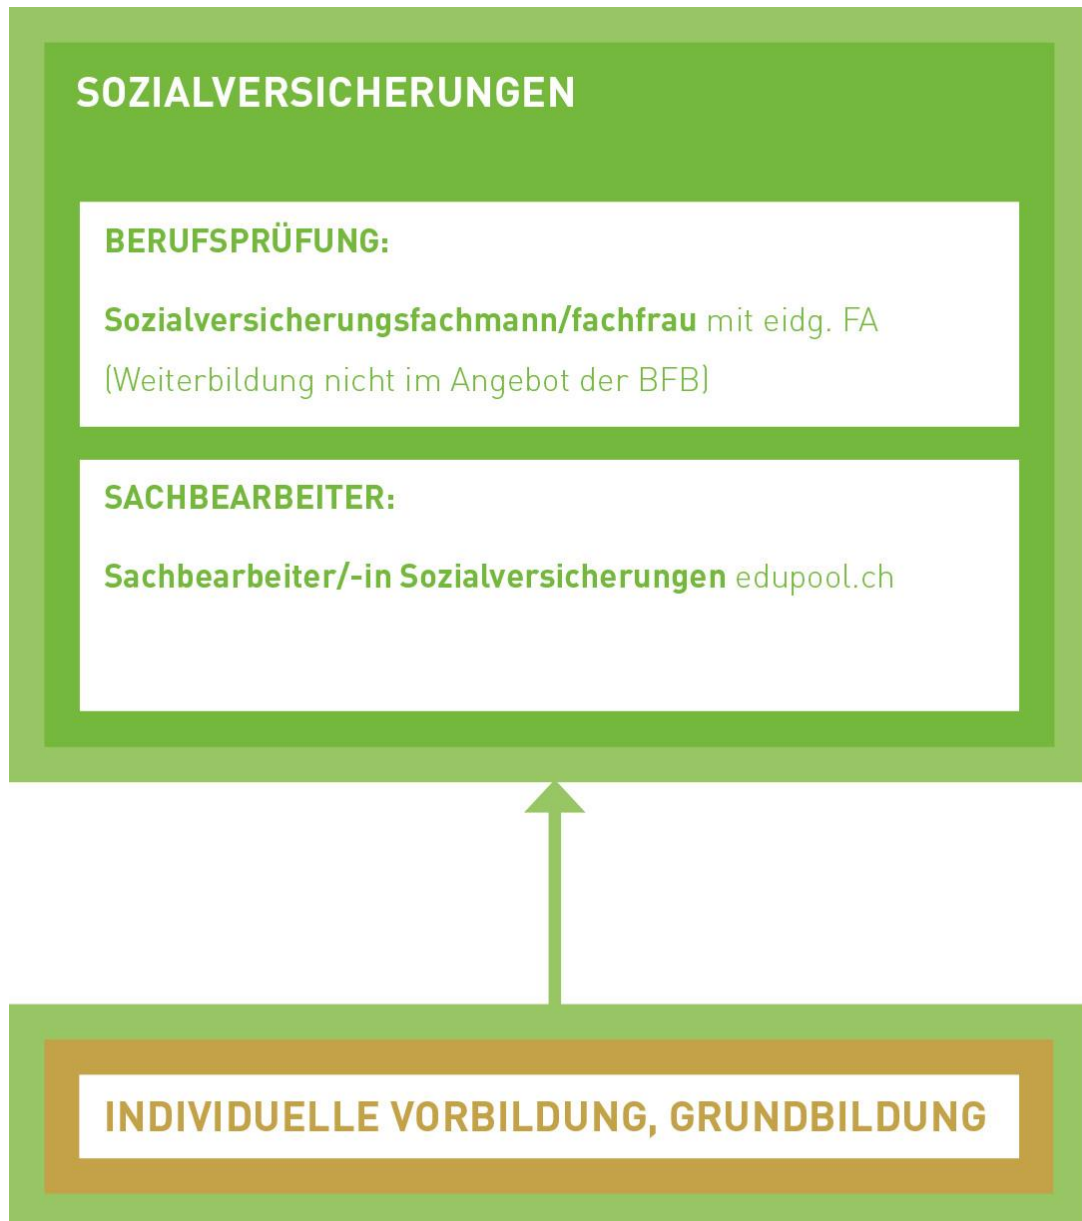 SOZIALVERSICHERUNGEN
BERUFSPRÜFUNG:
Sozialversicherungsfachmann/fachfrau mit eidg. FA
(Weiterbildung nicht im Angebot der BFB)
SACHBEARBEITER:
Sachbearbeiter/-in Sozialversicherungen edupool.ch
INDIVIDUELLE VORBILDUNG, GRUNDBILDUNG